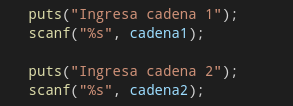 puts("Ingresa cadena 1");
scanf("%s", cadena1);
puts("Ingresa cadena 2");
scanf("%s", cadena2);